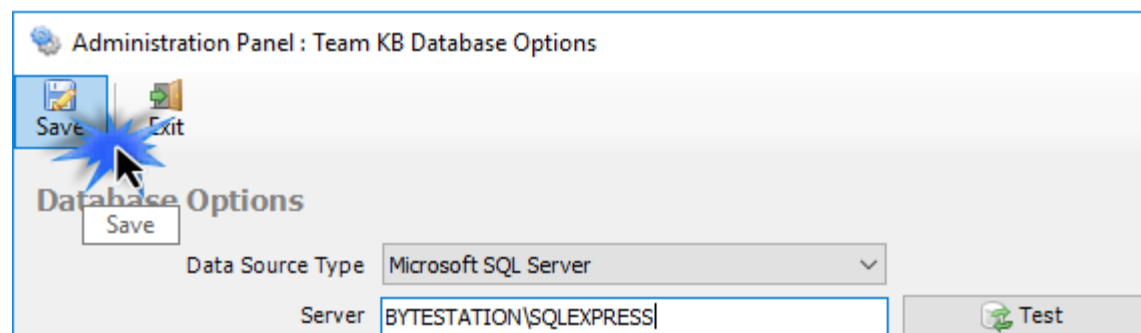 Administration Panel : Team KB Database Options
Save Exit
Database Options
Save
Data Source Type Microsoft SQL Server
Server BYTESTATION\SQLEXPRESS Test